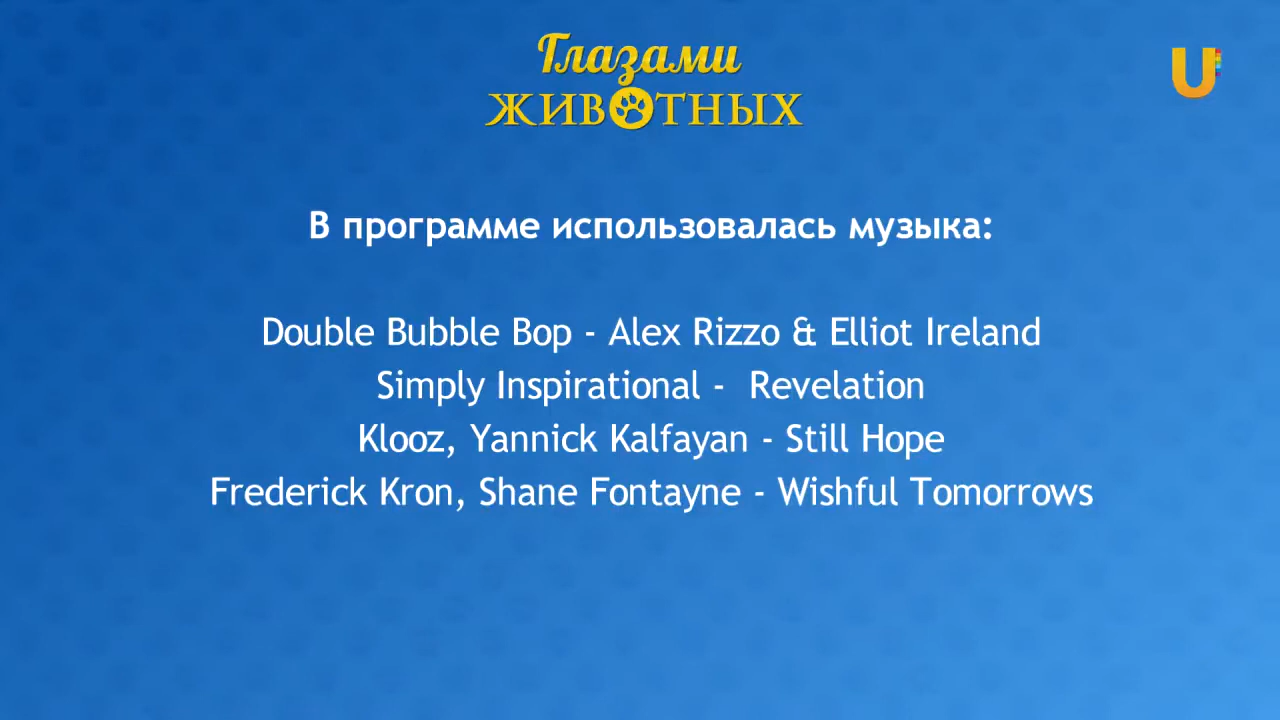 Глазами
ЖИВОТНЫХ
U
В программе использовалась музыка:
Double Bubble Bop - Alex Rizzo & Elliot Ireland
Simply Inspirational -  Revelation
Klooz, Yannick Kalfayan - Still Hope
Frederick Kron, Shane Fontayne - Wishful Tomorrows